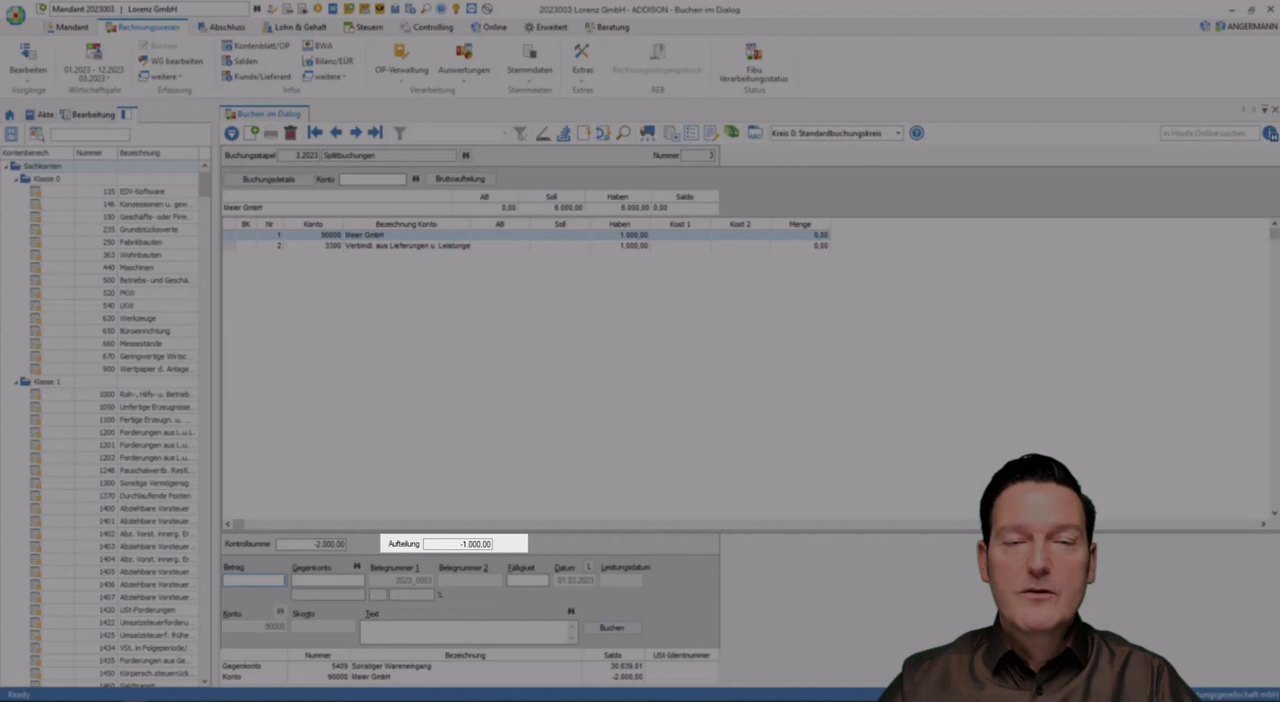 Mandant 2023003 | Lorenz GmbH
2023003 Lorenz GmbH - ADDISON - Buchen im Dialog
Mandant Rechnungswesen Abschluss Lohn & Gehalt Steuern Controlling Online Erweitert Beratung
ANGERMANN
Bearbeiten
Vorgänge
01.2023 - 12.2023
03.2023
Wirtschaftsjahr
Buchen
WG bearbeiten
weitere
Erfassung
Kontenblatt/OP
Salden
Kunde/Lieferant
BWA
Bilanz/EÜR
weitere
Infos
OP-Verwaltung Auswertungen
Verarbeitung
Stammdaten
Stammdaten
Extras
Extras
Rechnungseingangsbuch
REB
Fibu
Verarbeitungsstatus
Status
Akte Bearbeitung
Buchen im Dialog
Kreis 0: Standardbuchungskreis
in Haufe Online suchen
Kontenbereich Nummer Bezeichnung
Sachkonten
Klasse 0
135 EDV-Software
146 Konzessionen u. gew...
150 Geschäfts- oder Firm...
235 Grundstückswerte
250 Fabrikbauten
363 Wohnbauten
440 Maschinen
500 Betriebs- und Geschä...
520 PKW
540 LKW
620 Werkzeuge
650 Büroeinrichtung
660 Messestände
670 Geringwertige Wirtsc...
900 Wertpapier d. Anlage...
Klasse 1
1000 Roh-, Hilfs- u. Betrieb...
1050 Unfertige Erzeugnisse...
1100 Fertige Erzeugn. u. ...
1200 Forderungen aus L.u.L
1201 Forderungen aus L.u...
1202 Forderungen aus L.u...
1248 Pauschalwertb. Restl...
1300 Sonstige Vermögensg...
1370 Durchlaufende Posten
1400 Abziehbare Vorsteuer
1401 Abziehbare Vorsteuer
1402 Abz. Vorst. innerg. Er...
1403 Abziehbare Vorsteuer
1404 Abz. Vorst. innerg. Er...
1405 Abziehbare Vorsteuer
1406 Abziehbare Vorsteuer
1407 Abziehbare Vorsteuer
1420 USt-Forderungen
1422 Umsatzsteuerforderu...
1425 Umsatzsteuerf. frühe...
1434 VSt. in Folgeperiode/...
1435 Forderungen aus Ge...
1450 Körpersch.steuerrück...
1460 Geldtransit
Buchungsstapel 3.2023 Splittbuchungen Nummer 3
Buchungsdetails Konto Bruttoaufteilung
AB Soll Haben Saldo
Meier GmbH 0,00 6.000,00 6.000,00 0,00
BK Nr Konto Bezeichnung Konto AB Soll Haben Kost 1 Kost 2 Menge
1 90000 Meier GmbH 1.000,00 0,00
2 3300 Verbindl. aus Lieferungen u. Leistunge 1.000,00 0,00
Kontrollsumme -2.000,00 Aufteilung -1.000,00
Betrag Gegenkonto Belegnummer 1 Belegnummer 2 Fälligkeit Datum L Leistungsdatum
2023_0003 01.03.2023
%
Konto Skonto Text
90000 Buchen
Nummer Bezeichnung Saldo USt-Identnummer
Gegenkonto 5409 Sonstiger Wareneingang 30.639,01
Konto 90000 Meier GmbH -2.000,00
Ready
tungsgesellschaft mbH